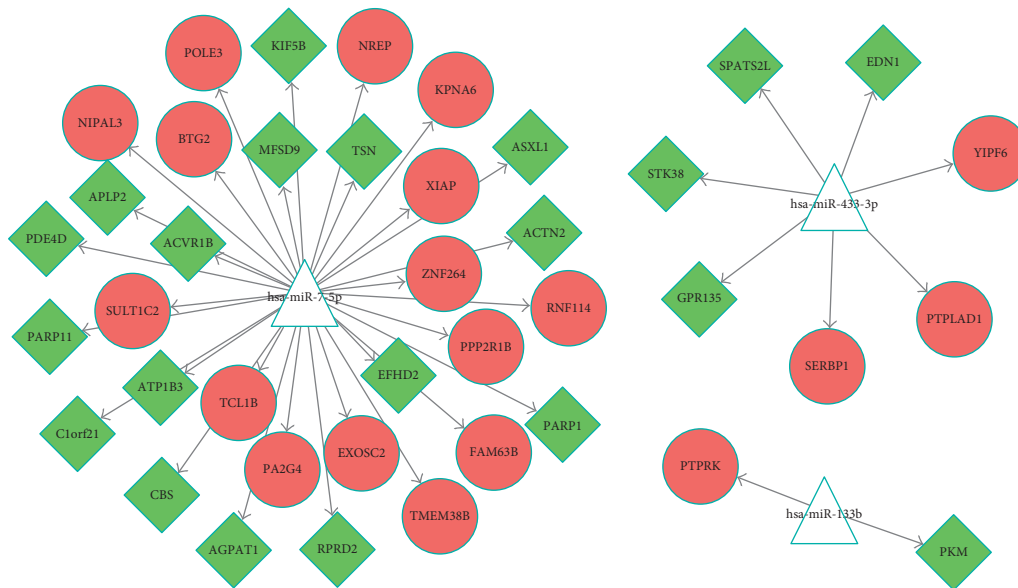 POLE3
KIF5B
NREP
KPNA6
NIPAL3
BTG2
MFSD9
TSN
ASXL1
XIAP
APLP2
PDE4D
ACVR1B
ACTN2
ZNF264
hsa-miR-7-5p
SULT1C2
RNF114
PARP11
PPP2R1B
ATP1B3
EFHD2
TCL1B
C1orf21
PARP1
EXOSC2
FAM63B
PA2G4
CBS
TMEM38B
AGPAT1
RPRD2
SPATS2L
EDN1
YIPF6
STK38
hsa-miR-433-3p
GPR135
PTPLAD1
SERBP1
PTPRK
hsa-miR-133b
PKM